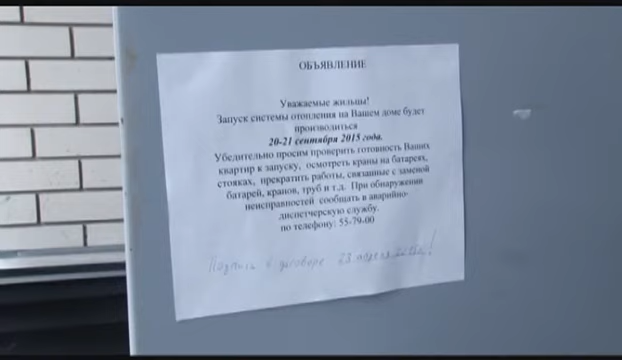 ОБЪЯВЛЕНИЕ
Уважаемые жильцы!
Запуск системы отопления на Вашем доме будет
производиться
20-21 сентября 2015 года.
Убедительно просим проверить готовность Ваших
квартир к запуску, осмотреть краны на батареях,
стояках, прекратить работы, связанные с заменой
батарей, кранов, труб и т.д. При обнаружении
неисправностей сообщать в аварийно-
диспетчерскую службу.
по телефону: 55-79-00
к договоре 23 апреля !